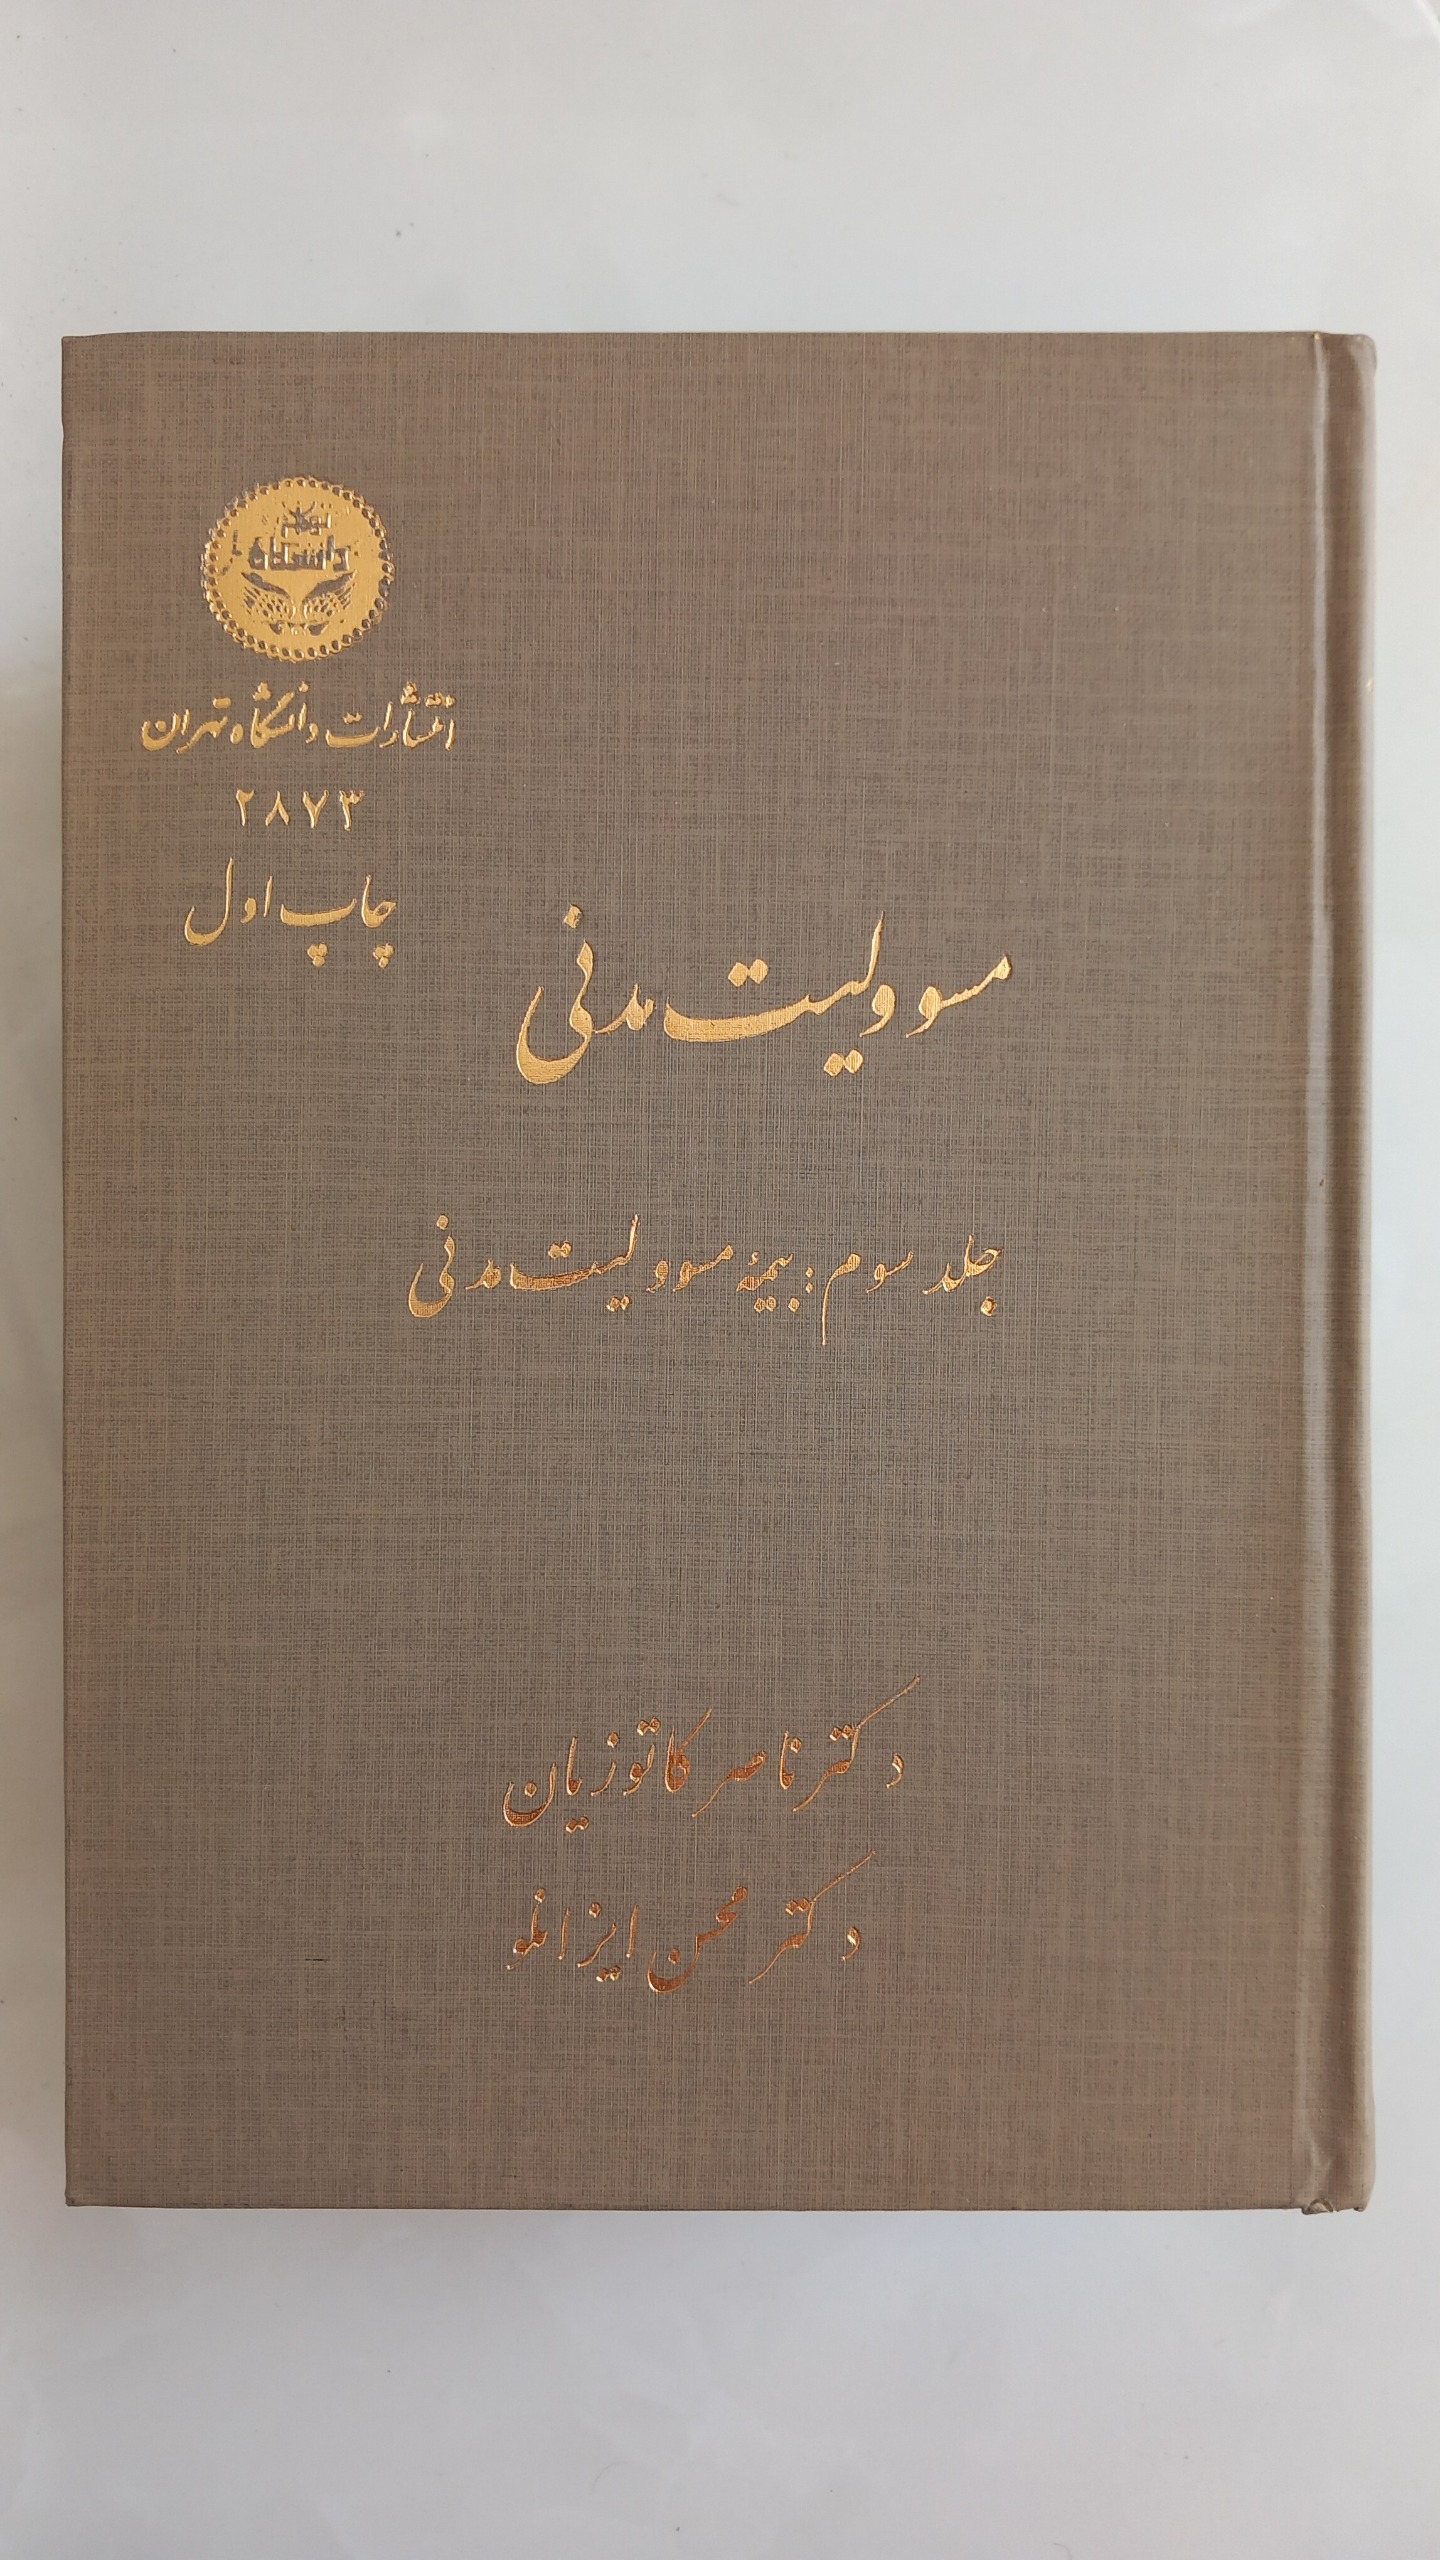 دانشگاه
انتشارات دانشگاه تهران
۲۸۷۳
چاپ اول
مسوولیت مدنی
جلد سوم: بیمهٔ مسوولیت مدنی
دکتر ناصر کاتوزیان
دکتر محسن ایزانلو